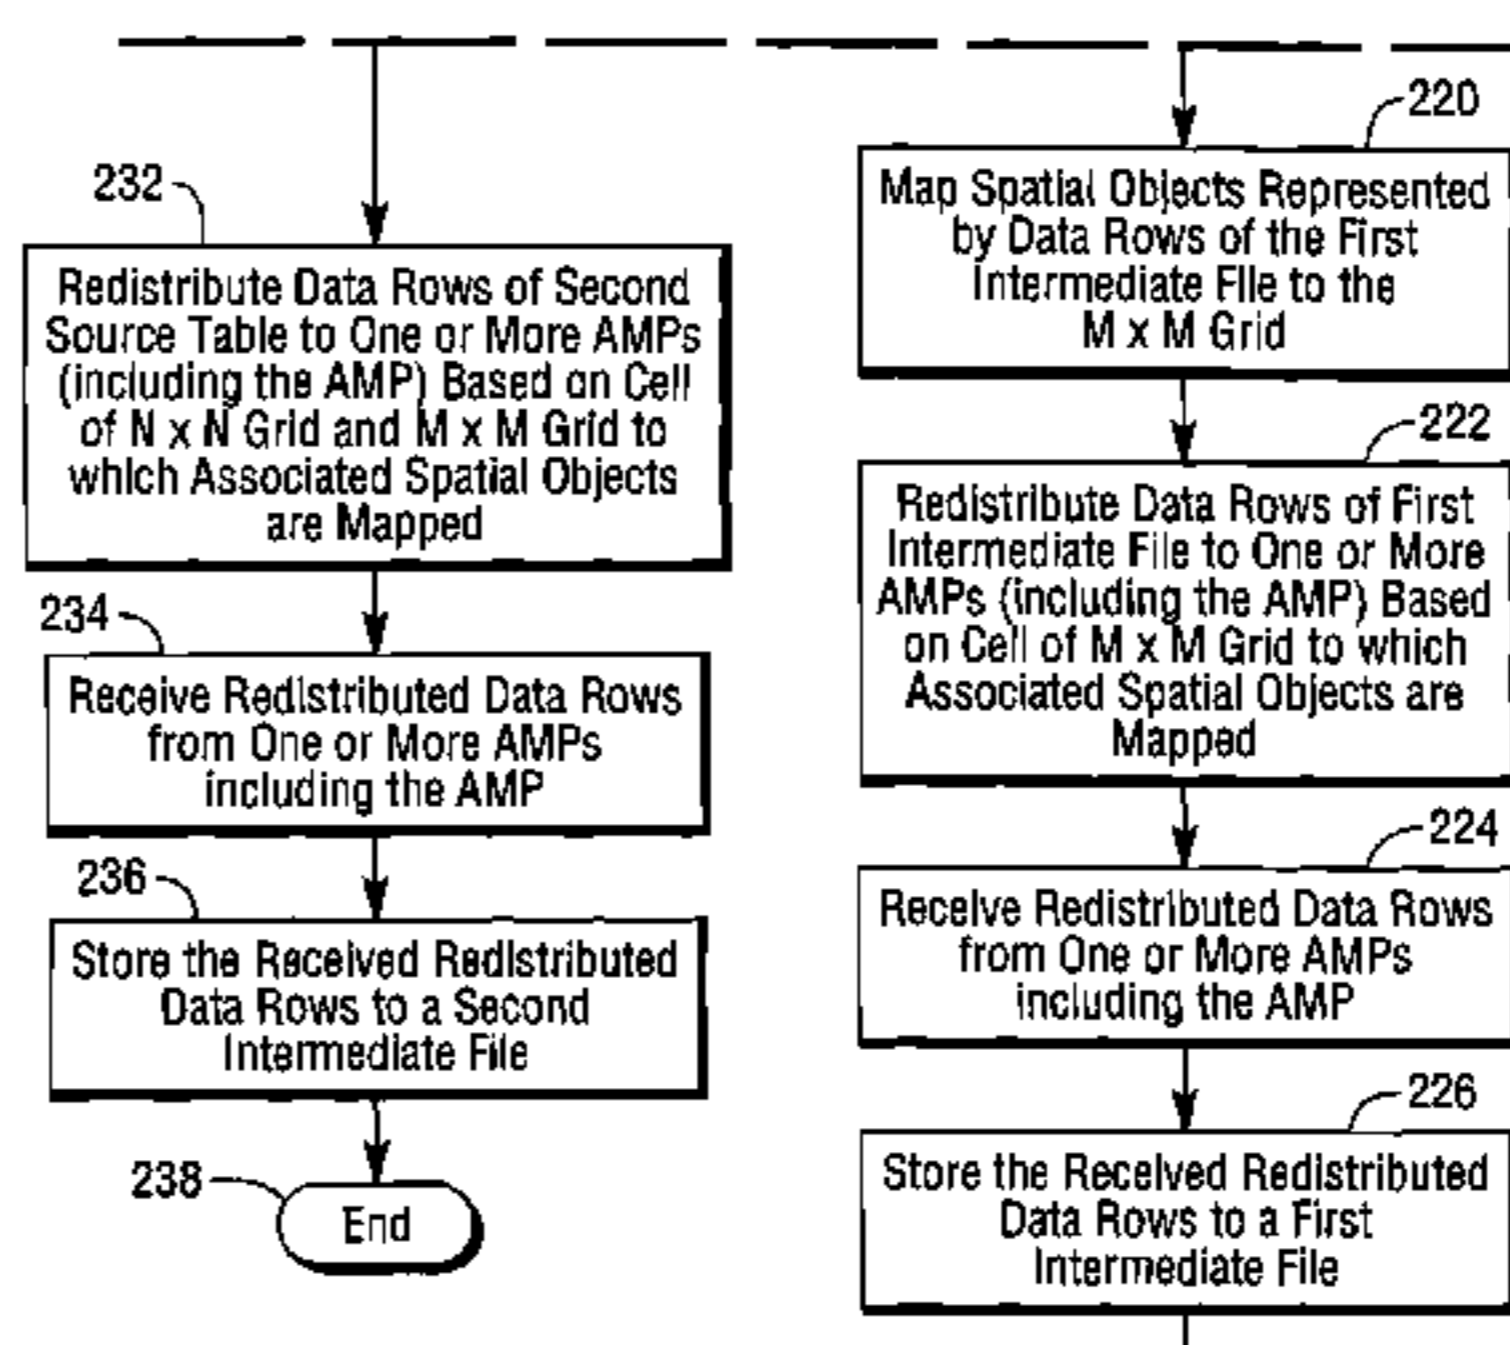 232
Redistribute Data Rows of Second
Source Table to One or More AMPs
(including the AMP) Based on Cell
of N x N Grid and M x M Grid to
which Associated Spatial Objects
are Mapped
234
Receive Redistributed Data Rows
from One or More AMPs
including the AMP
236
Store the Received Redistributed
Data Rows to a Second
Intermediate File
238
End
220
Map Spatial Objects Represented
by Data Rows of the First
Intermediate File to the
M x M Grid
222
Redistribute Data Rows of First
Intermediate File to One or More
AMPs (including the AMP) Based
on Cell of M x M Grid to which
Associated Spatial Objects are
Mapped
224
Receive Redistributed Data Rows
from One or More AMPs
including the AMP
226
Store the Received Redistributed
Data Rows to a First
Intermediate File